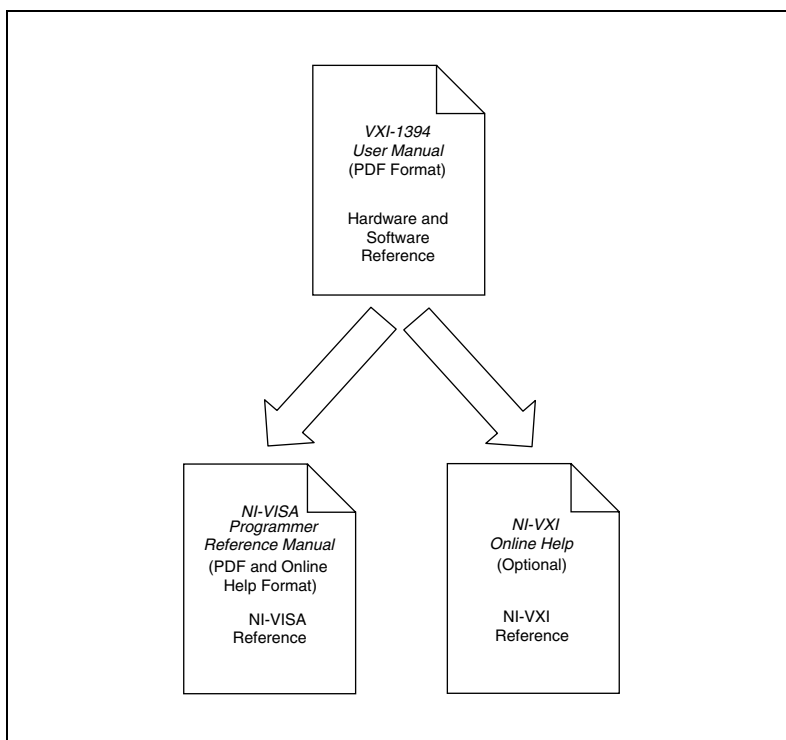 VXI-1394
User Manual
(PDF Format)
Hardware and
Software
Reference
NI-VISA
Programmer
Reference Manual
(PDF and Online
Help Format)
NI-VISA
Reference
NI-VXI
Online Help
(Optional)
NI-VXI
Reference